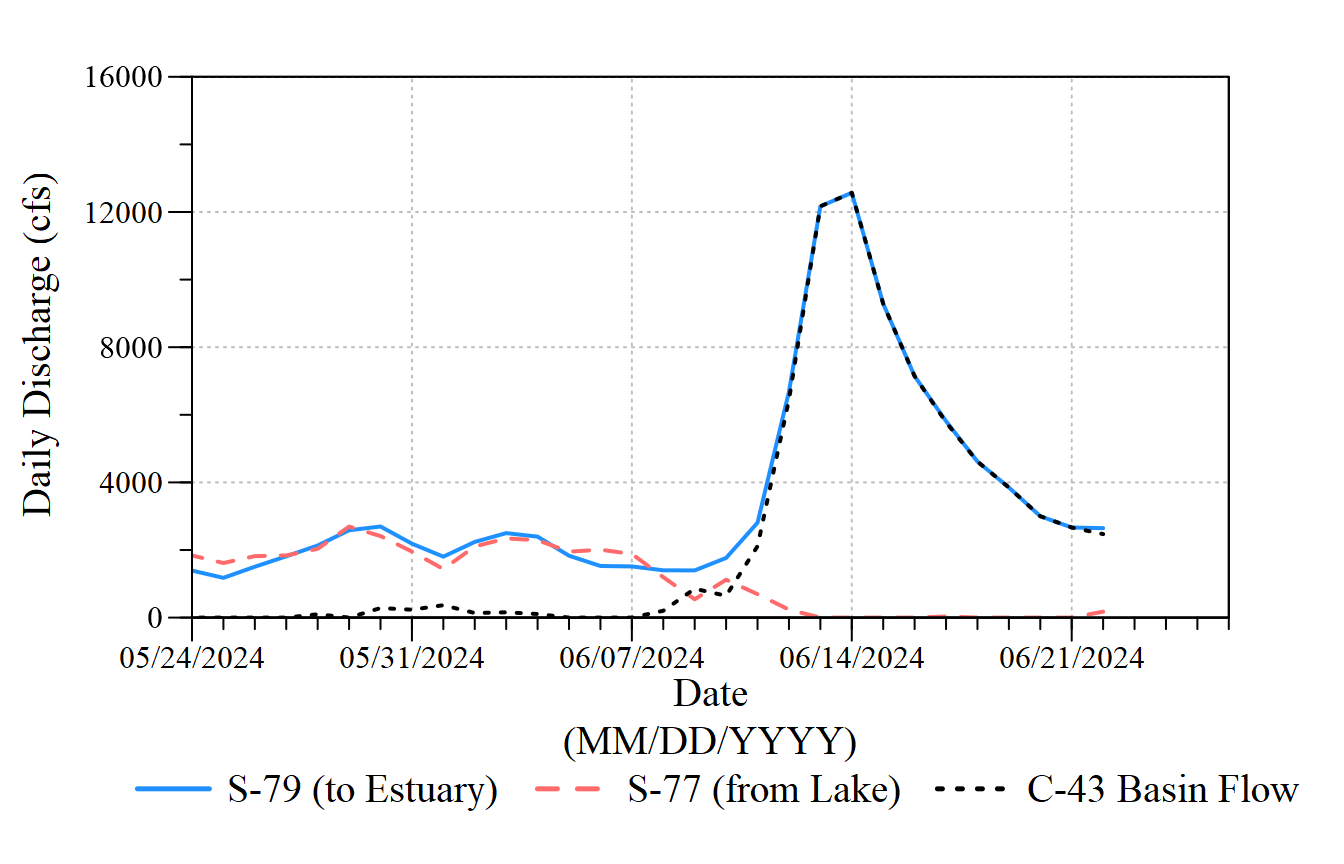 16000
12000
8000
4000
0
Daily Discharge (cfs)
05/24/2024 05/31/2024 06/07/2024 06/14/2024 06/21/2024
Date
(MM/DD/YYYY)
S-79 (to Estuary) S-77 (from Lake) C-43 Basin Flow